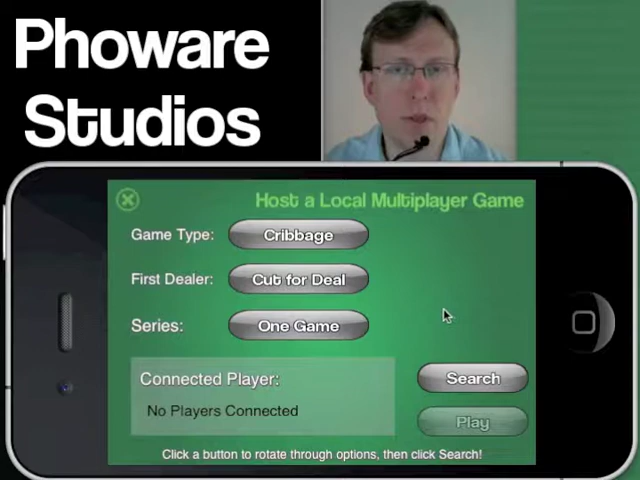 Phoware
Studios
Host a Local Multiplayer Game
Game Type: Cribbage
First Dealer: Cut for Deal
Series: One Game
Connected Player:
No Players Connected
Search
Play
Click a button to rotate through options, then click Search!